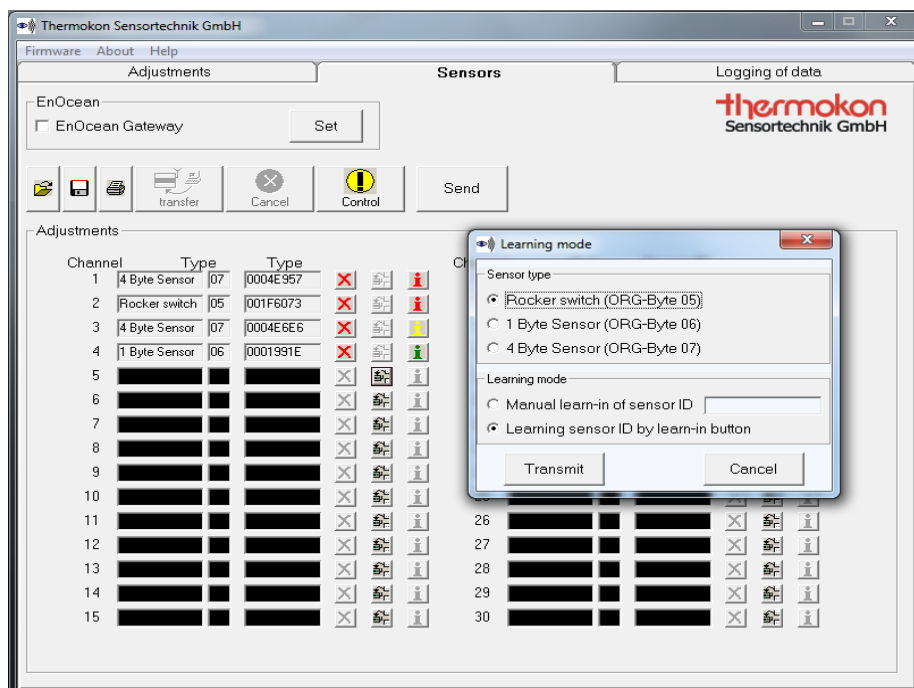 Thermokon Sensortechnik GmbH
Firmware About Help
Adjustments Sensors Logging of data
EnOcean
EnOcean Gateway Set
thermokon
Sensortechnik GmbH
transfer Cancel Control Send
Adjustments
Channel Type Type Ch
1 4 Byte Sensor 07 0004E957
2 Rocker switch 05 001F6073
3 4 Byte Sensor 07 0004E6E6
4 1 Byte Sensor 06 0001991E
5
6
7
8
9
10
11 26
12 27
13 28
14 29
15 30
Learning mode
Sensor type
Rocker switch (ORG-Byte 05)
1 Byte Sensor (ORG-Byte 06)
4 Byte Sensor (ORG-Byte 07)
Learning mode
Manual learn-in of sensor ID
Learning sensor ID by learn-in button
Transmit Cancel